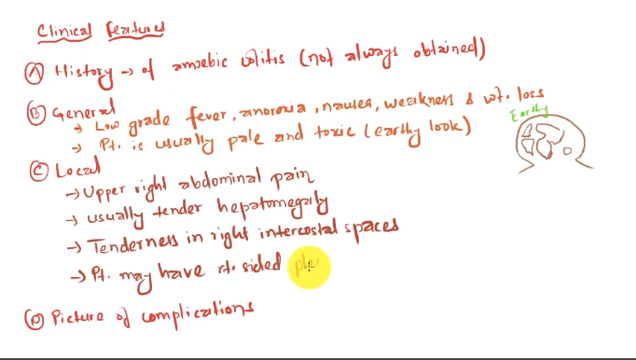 Clinical features
Ⓐ History → of amoebic colitis (not always obtained)
Ⓑ General
→ Low grade fever, anorexia, nausea, weakness & wt. loss
→ Pt. is usually pale and toxic (earthy look)
Earthy
Ⓒ Local
→ Upper right abdominal pain
→ usually tender hepatomegaly
→ Tenderness in right intercostal spaces
→ Pt. may have rt. sided ple
Ⓓ Picture of complications